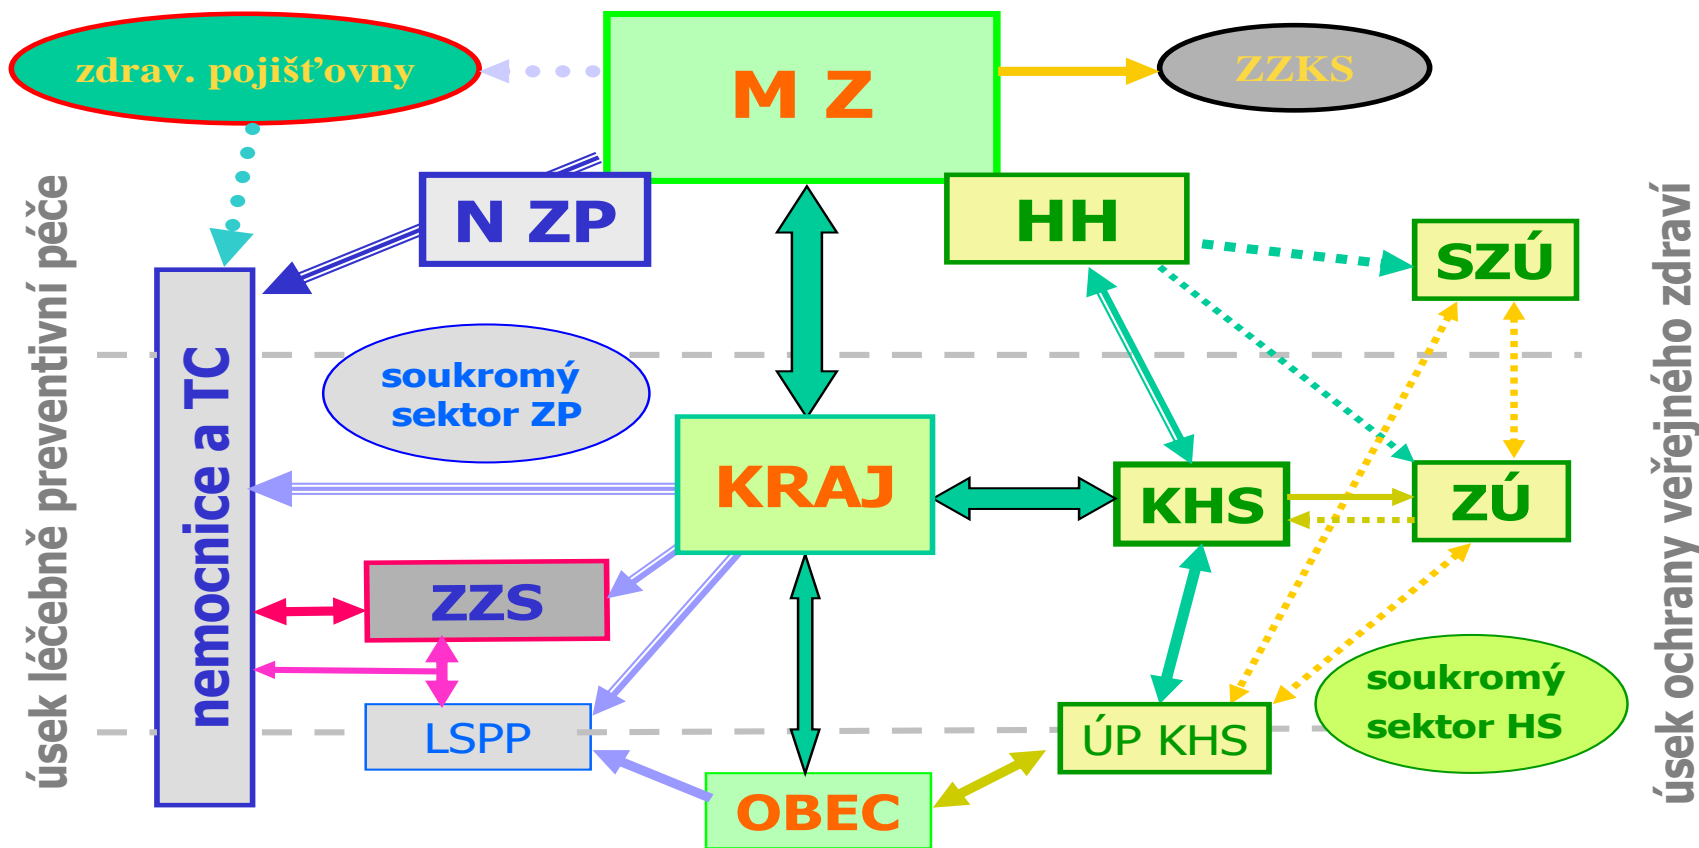 zdrav. pojišťovny
M Z
ZZKS
N ZP
HH
SZÚ
úsek léčebně preventivní péče
nemocnice a TC
soukromý
sektor ZP
KRAJ
KHS
ZÚ
úsek ochrany veřejného zdraví
ZZS
LSPP
ÚP KHS
soukromý
sektor HS
OBEC